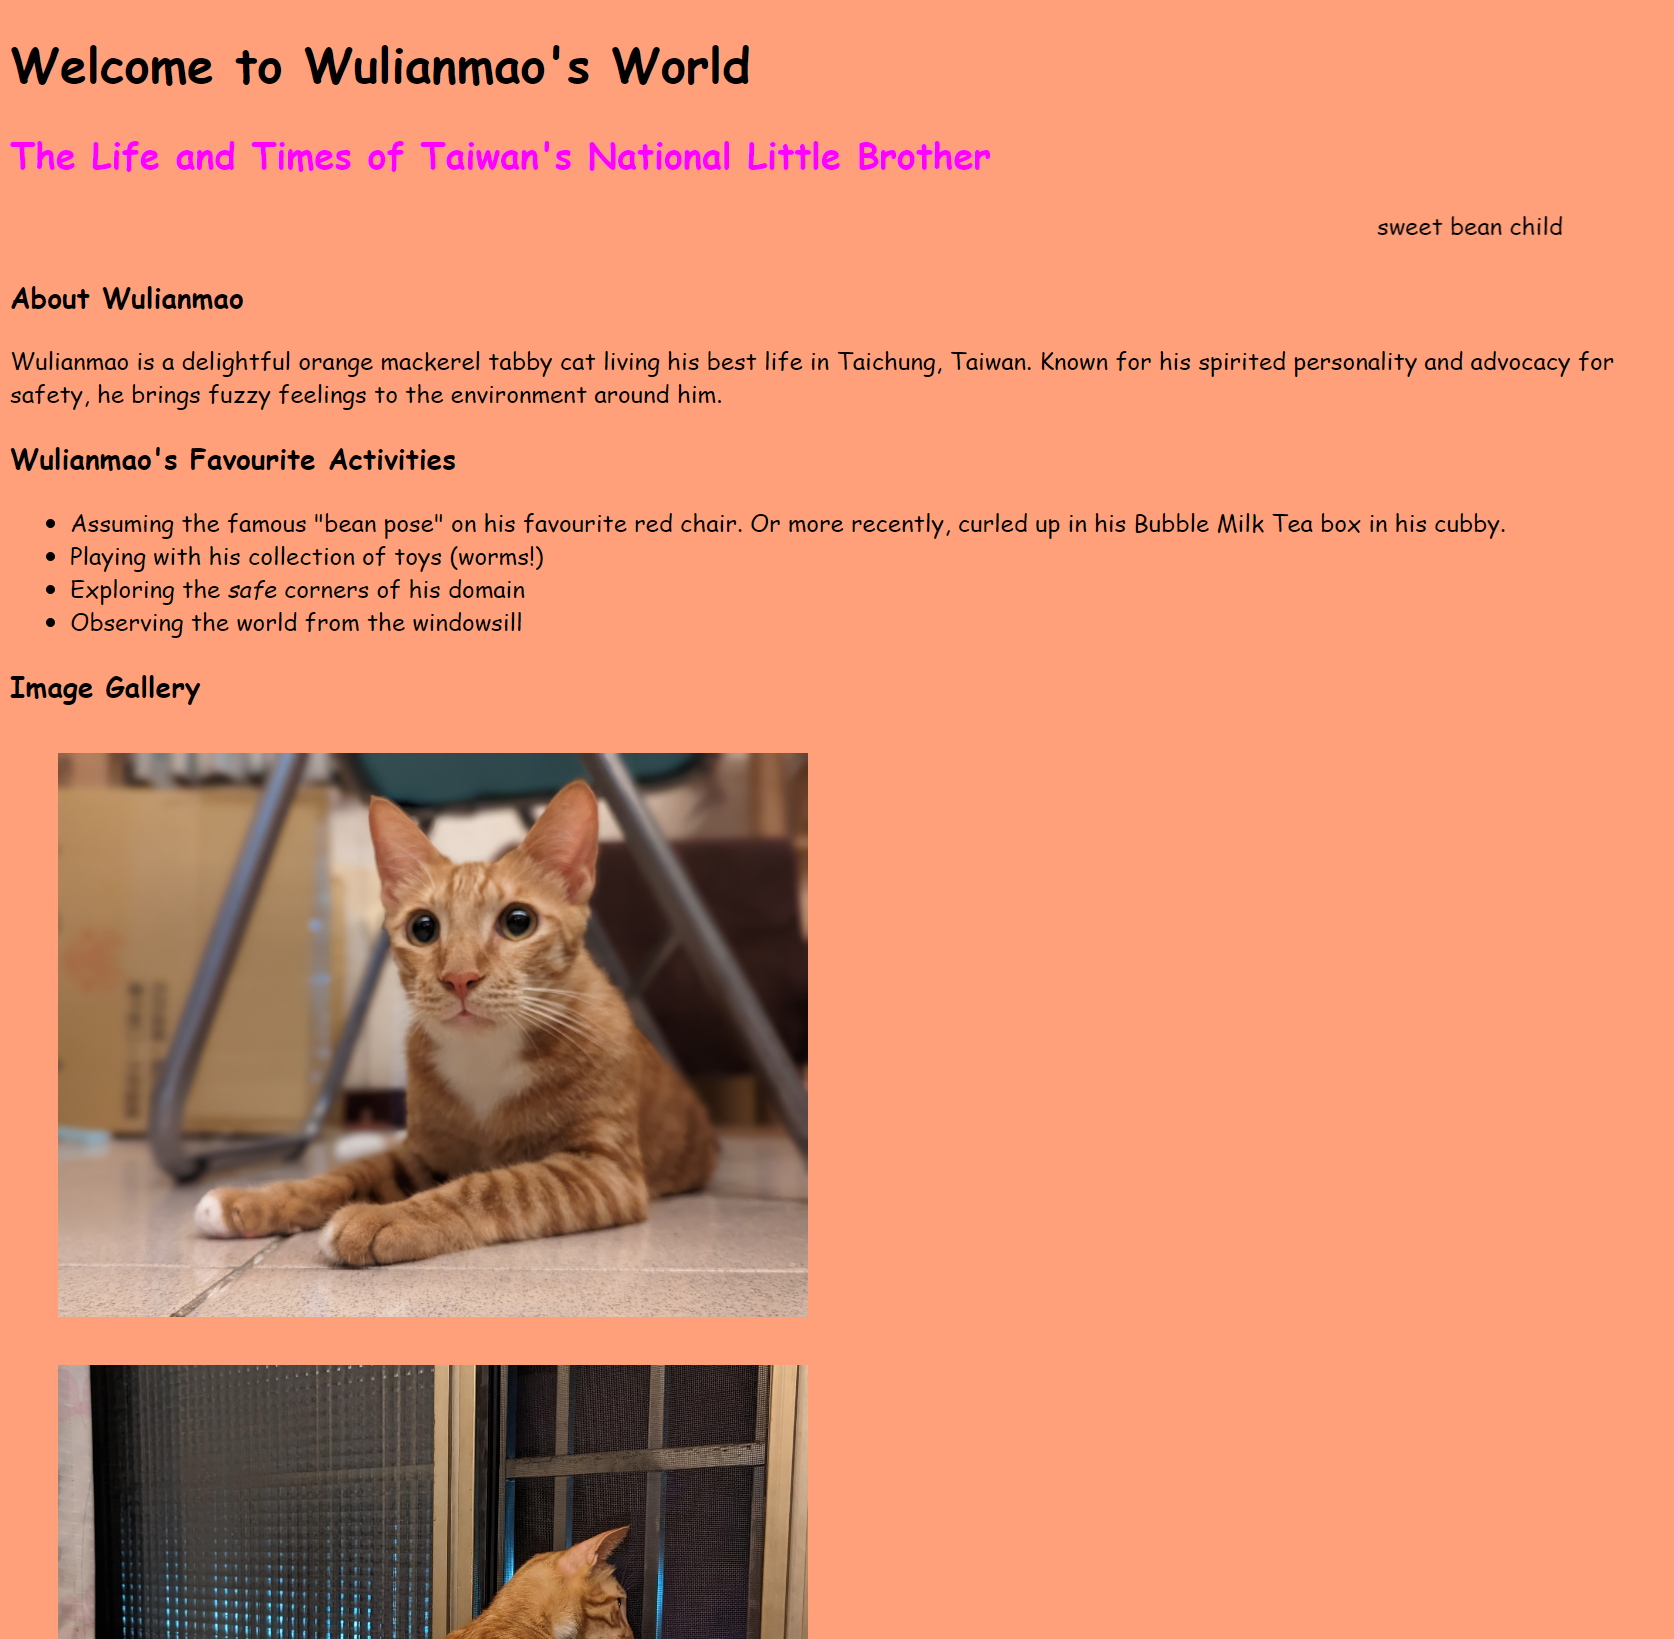 Welcome to Wulianmao's World
The Life and Times of Taiwan's National Little Brother
sweet bean child
About Wulianmao
Wulianmao is a delightful orange mackerel tabby cat living his best life in Taichung, Taiwan. Known for his spirited personality and advocacy for
safety, he brings fuzzy feelings to the environment around him.
Wulianmao's Favourite Activities
Assuming the famous "bean pose" on his favourite red chair. Or more recently, curled up in his Bubble Milk Tea box in his cubby.
Playing with his collection of toys (worms!)
Exploring the safe corners of his domain
Observing the world from the windowsill
Image Gallery